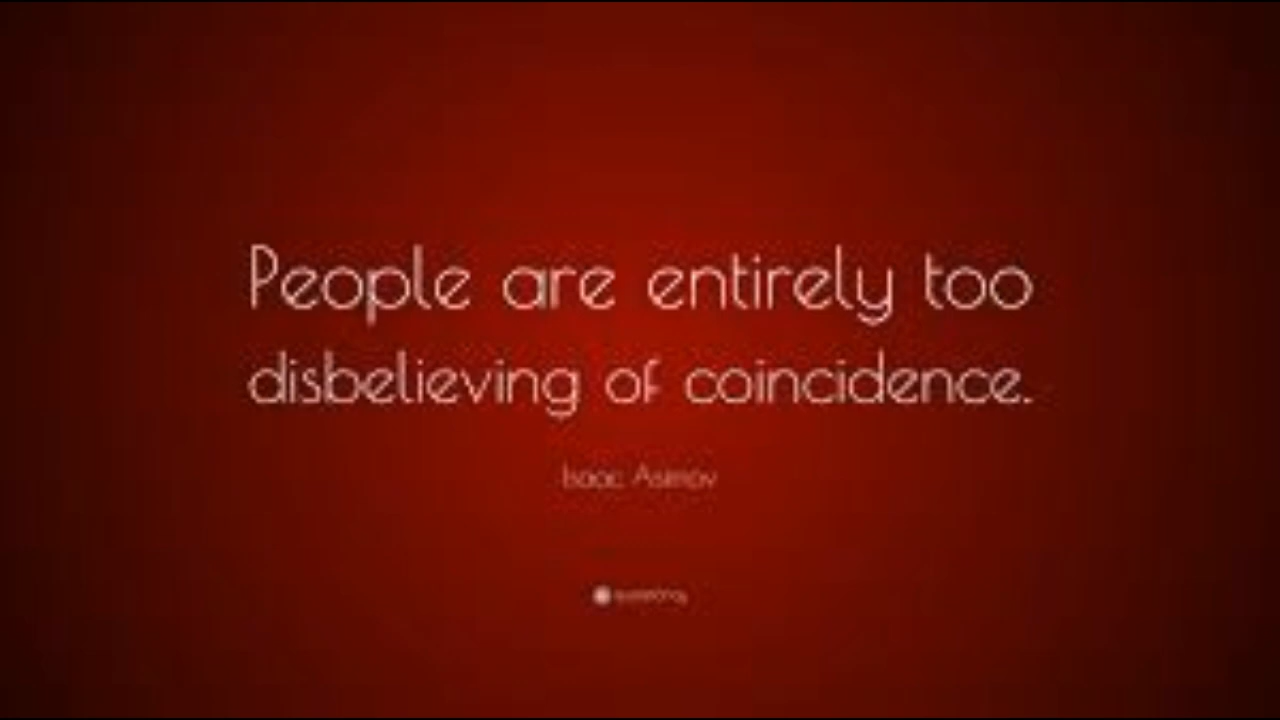 People are entirely too
disbelieving of coincidence.
Isaac Asimov